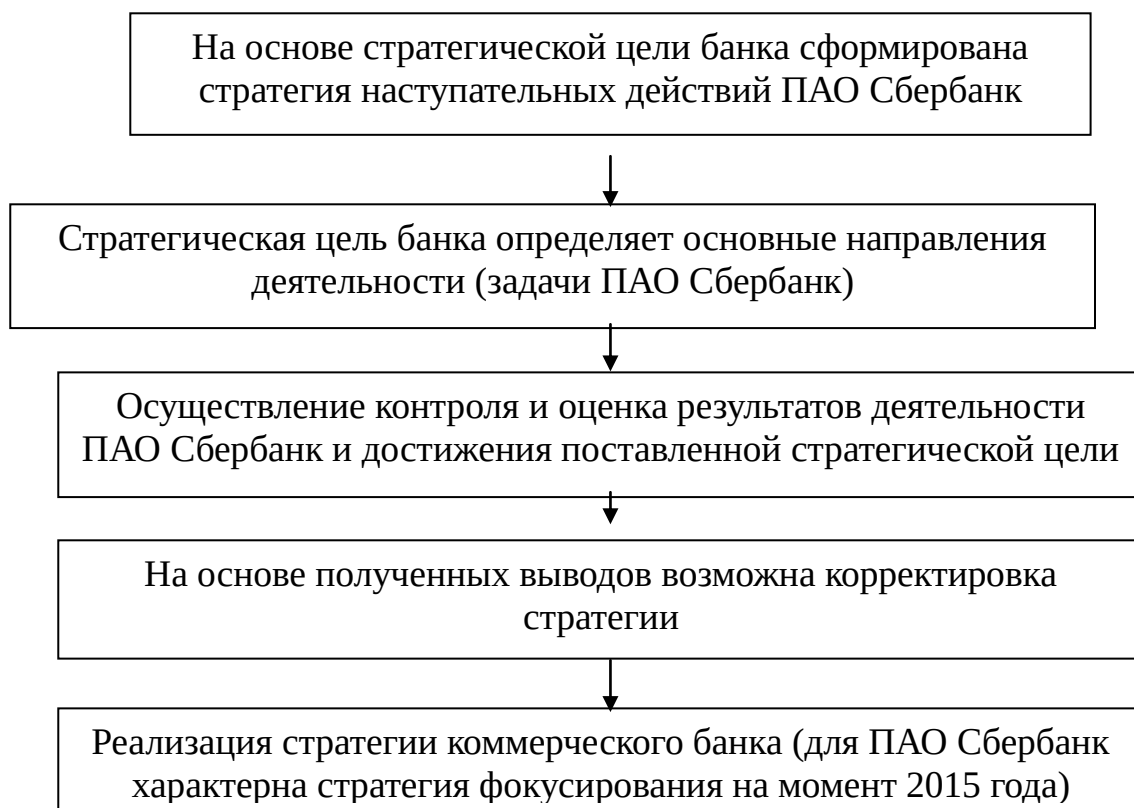 На основе стратегической цели банка сформирована
стратегия наступательных действий ПАО Сбербанк
Стратегическая цель банка определяет основные направления
деятельности (задачи ПАО Сбербанк)
Осуществление контроля и оценка результатов деятельности
ПАО Сбербанк и достижения поставленной стратегической цели
На основе полученных выводов возможна корректировка
стратегии
Реализация стратегии коммерческого банка (для ПАО Сбербанк
характерна стратегия фокусирования на момент 2015 года)